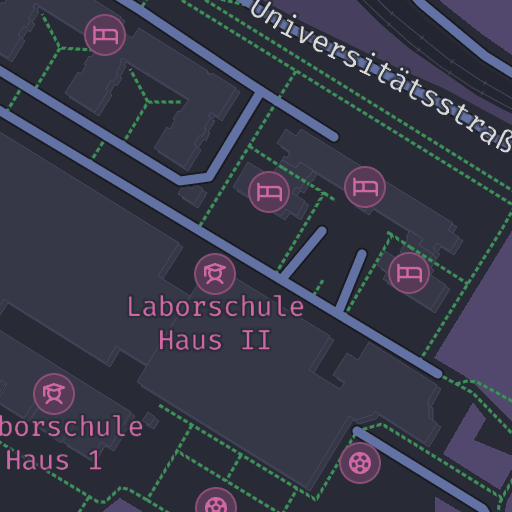 Universitätsstraß
Laborschule
Haus II
borschule
Haus 1